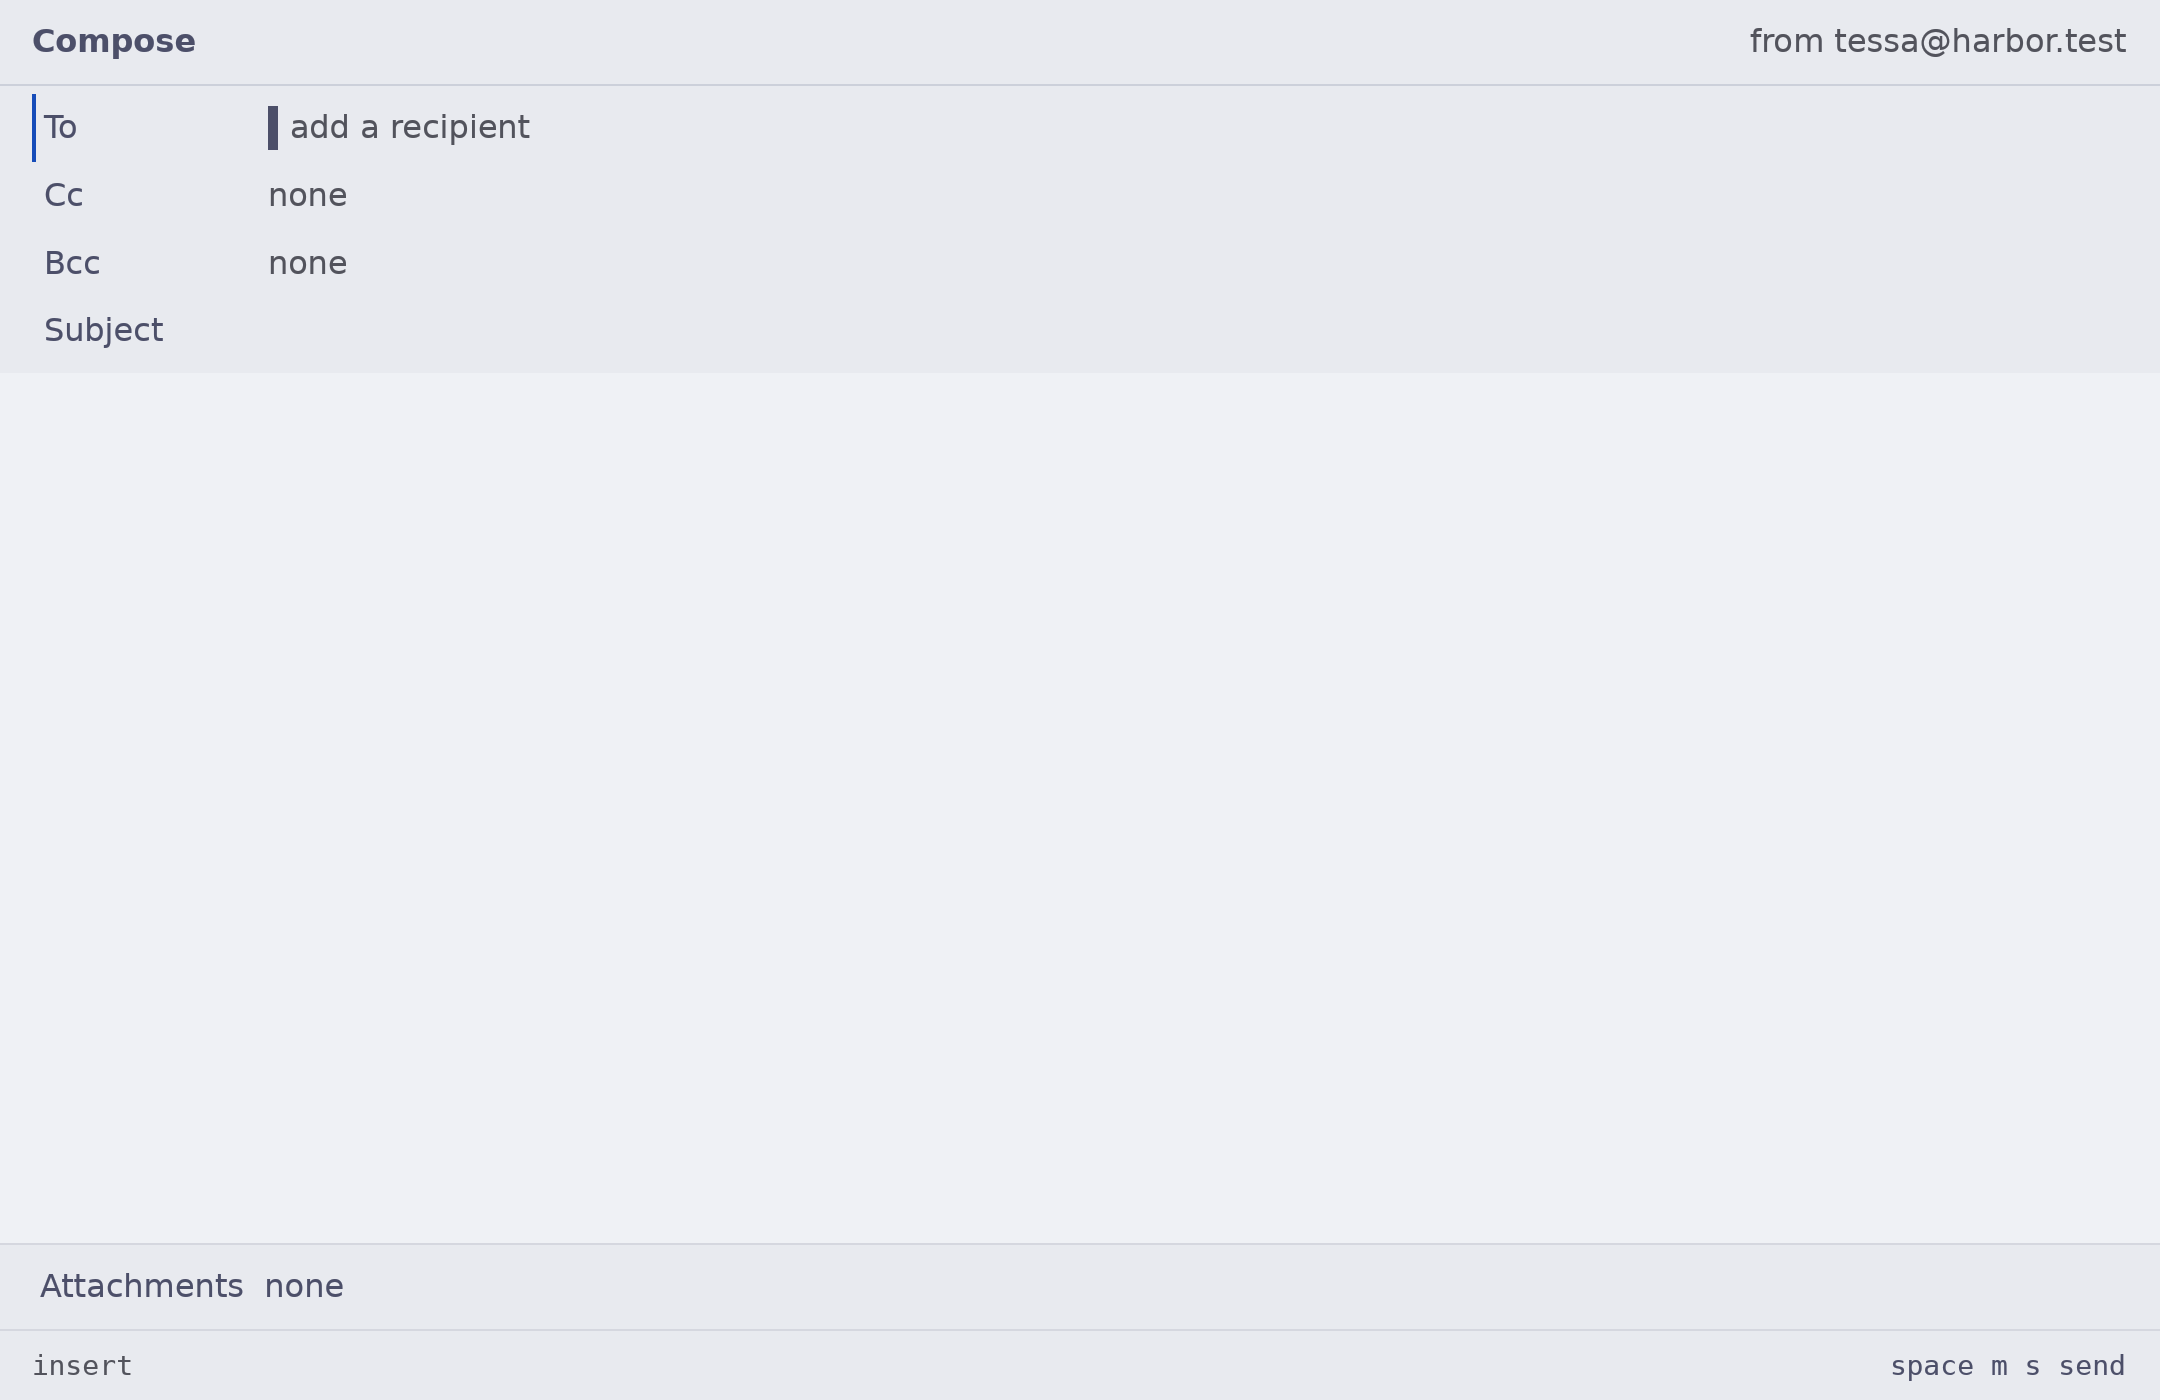 Compose from tessa@harbor.test
To add a recipient
Cc none
Bcc none
Subject
Attachments none
insert space m s send